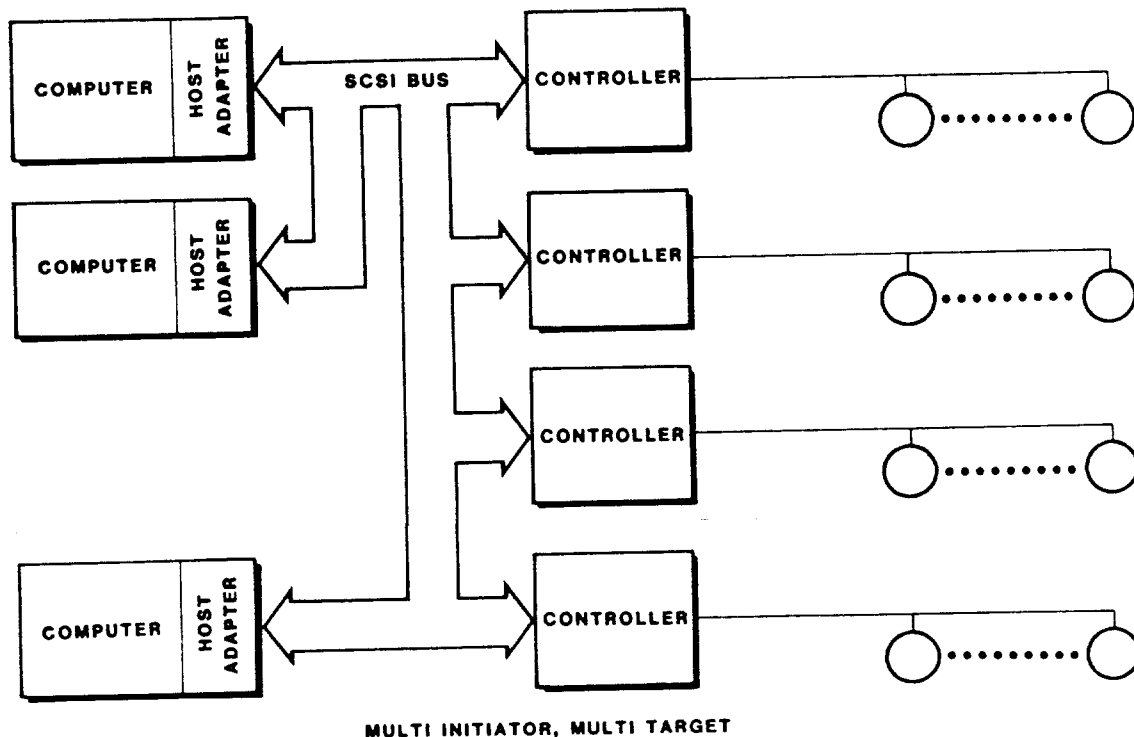 COMPUTER
HOST
ADAPTER
SCSI BUS
CONTROLLER
COMPUTER
HOST
ADAPTER
CONTROLLER
CONTROLLER
COMPUTER
HOST
ADAPTER
CONTROLLER
MULTI INITIATOR, MULTI TARGET